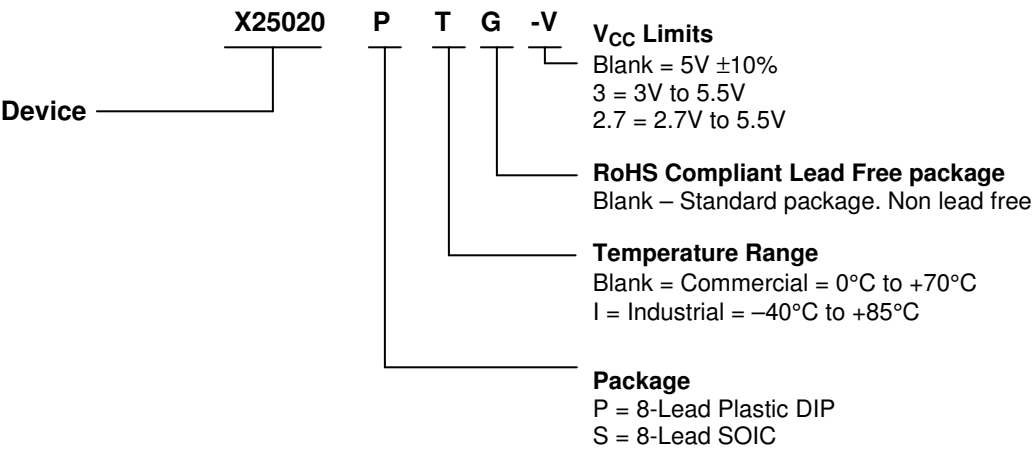 X25020 P T G -V
Device
VCC Limits
Blank = 5V ±10%
3 = 3V to 5.5V
2.7 = 2.7V to 5.5V
RoHS Compliant Lead Free package
Blank – Standard package. Non lead free
Temperature Range
Blank = Commercial = 0°C to +70°C
I = Industrial = –40°C to +85°C
Package
P = 8-Lead Plastic DIP
S = 8-Lead SOIC